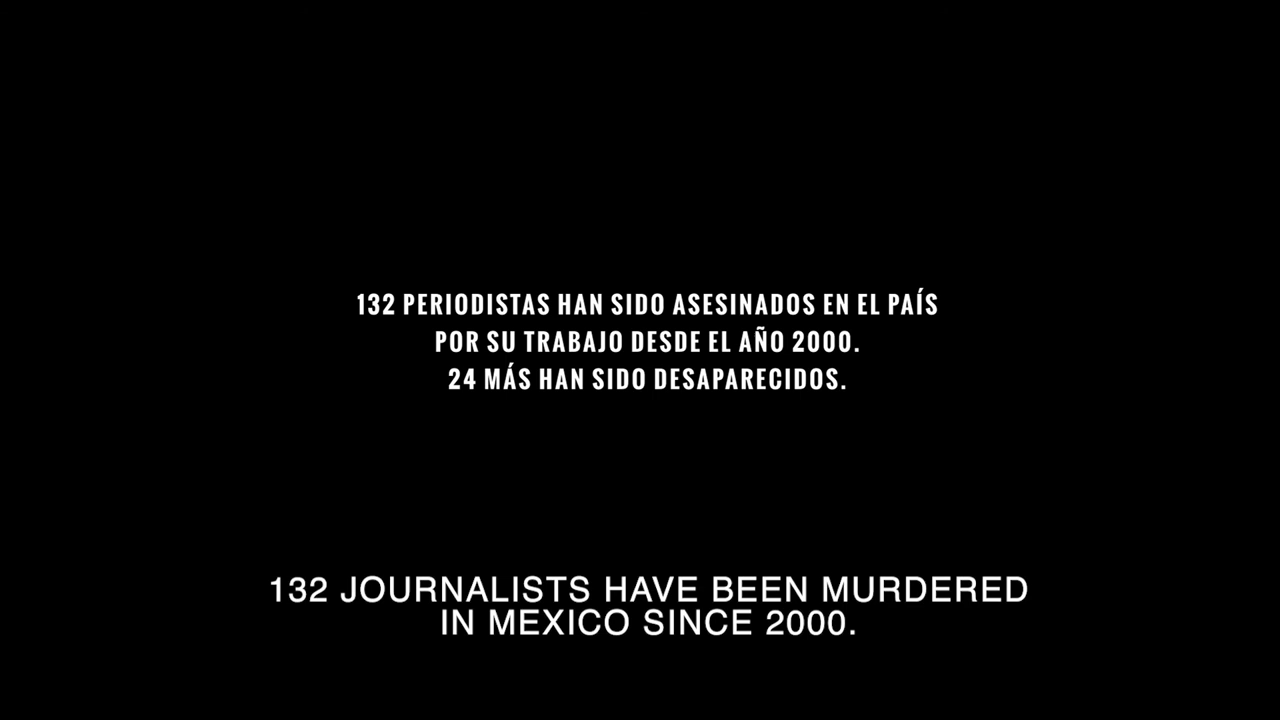 132 PERIODISTAS HAN SIDO ASESINADOS EN EL PAÍS
POR SU TRABAJO DESDE EL AÑO 2000.
24 MÁS HAN SIDO DESAPARECIDOS.
132 JOURNALISTS HAVE BEEN MURDERED
IN MEXICO SINCE 2000.